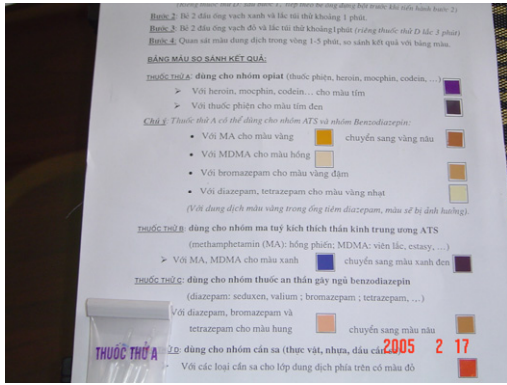 Bước 2: Bẻ 2 đầu ống vạch xanh và lắc túi thử khoảng 1 phút.
Bước 3: Bẻ 2 đầu ống vạch đỏ và lắc túi thử khoảng 1 phút (riêng thuốc thử D lắc 3 phút)
Bước 4: Quan sát màu dung dịch trong vòng 1-5 phút, so sánh kết quả với bảng màu.
BẢNG MÀU SO SÁNH KẾT QUẢ:
THUỐC THỬ A: dùng cho nhóm opiat (thuốc phiện, heroin, mocphin, codein, …)
➢ Với heroin, mocphin, codein… cho màu tím
➢ Với thuốc phiện cho màu tím đen
Chú ý: Thuốc thử A có thể dùng cho nhóm ATS và nhóm Benzodiazepin:
• Với MA cho màu vàng chuyển sang vàng nâu
• Với MDMA cho màu hồng
• Với bromazepam cho màu vàng đậm
• Với diazepam, tetrazepam cho màu vàng nhạt
(Với dung dịch màu vàng trong ống tiêm diazepam, màu sẽ bị ảnh hưởng).
THUỐC THỬ B: dùng cho nhóm ma tuý kích thích thần kinh trung ương ATS
(methamphetamin (MA): hồng phiến; MDMA: viên lắc, estasy, …)
➢ Với MA, MDMA cho màu xanh chuyển sang màu xanh đen
THUỐC THỬ C: dùng cho nhóm thuốc an thần gây ngủ benzodiazepin
(diazepam: seduxen, valium ; bromazepam ; tetrazepam, …)
Với diazepam, bromazepam và
tetrazepam cho màu hung chuyển sang màu nâu
THUỐC THỬ A
D: dùng cho nhóm cần sa (thực vật, nhựa, dầu cần
2005 2 17
Với các loại cần sa cho lớp dung dịch phía trên có màu đỏ